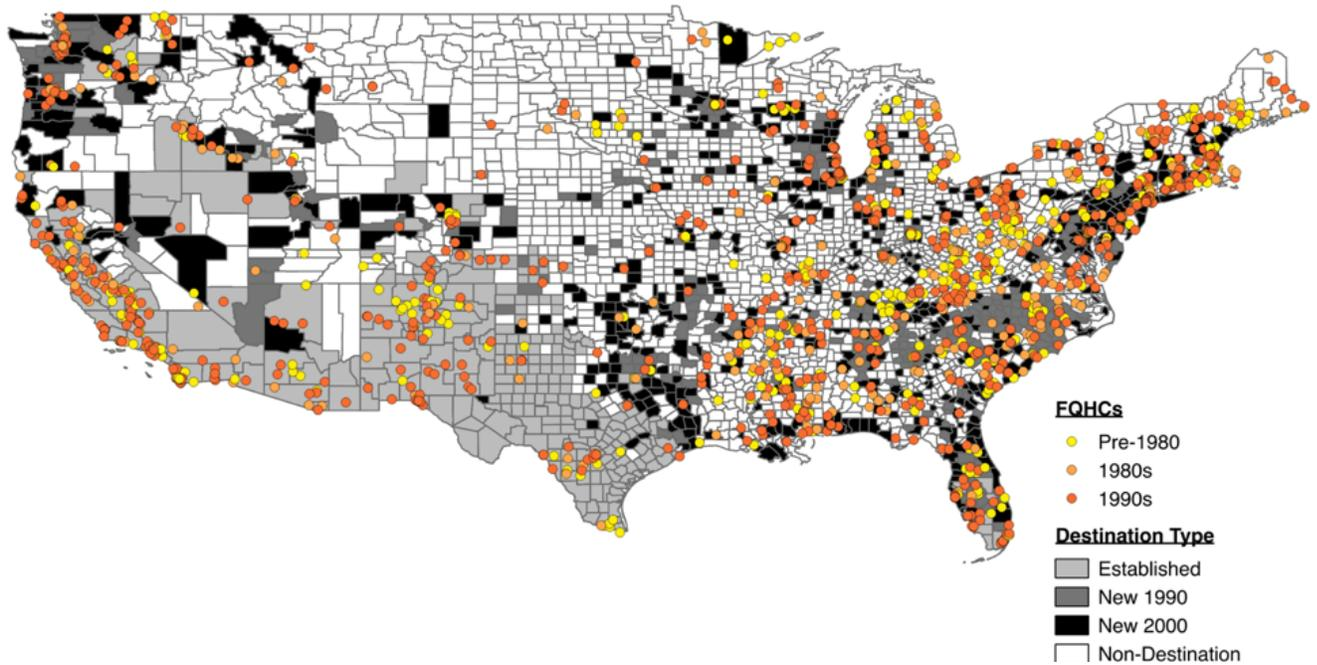 FQHCs
Pre-1980
1980s
1990s
Destination Type
Established
New 1990
New 2000
Non-Destination